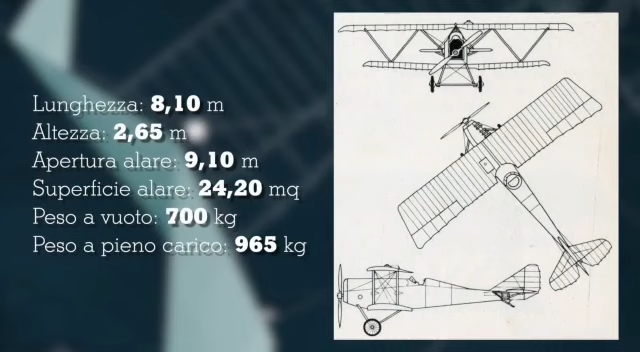 Lunghezza: 8,10 m
Altezza: 2,65 m
Apertura alare: 9,10 m
Superficie alare: 24,20 mq
Peso a vuoto: 700 kg
Peso a pieno carico: 965 kg